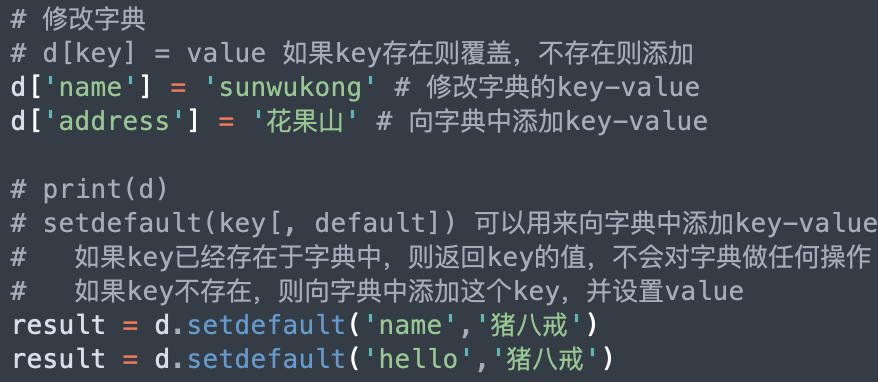 # 修改字典
# d[key] = value 如果key存在则覆盖，不存在则添加
d['name'] = 'sunwukong' # 修改字典的key-value
d['address'] = '花果山' # 向字典中添加key-value
# print(d)
# setdefault(key[, default]) 可以用来向字典中添加key-value
#   如果key已经存在于字典中，则返回key的值，不会对字典做任何操作
#   如果key不存在，则向字典中添加这个key，并设置value
result = d.setdefault('name','猪八戒')
result = d.setdefault('hello','猪八戒')